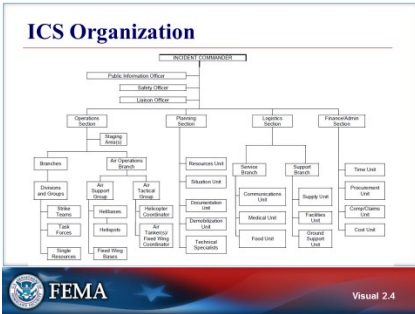 ICS Organization
INCIDENT COMMANDER
Public Information Officer
Safety Officer
Liaison Officer
Operations
Section
Staging
Area(s)
Branches
Air Operations
Branch
Divisions
and Groups
Air
Support
Group
Air
Tactical
Group
Strike
Teams
Task
Forces
Single
Resources
Helibases
Helispots
Fixed Wing
Bases
Helicopter
Coordinator
Air
Tanker(s)/
Fixed Wing
Coordinator
Planning
Section
Resources Unit
Situation Unit
Documentation
Unit
Demobilization
Unit
Technical
Specialists
Logistics
Section
Service
Branch
Communications
Unit
Medical Unit
Food Unit
Support
Branch
Supply Unit
Facilities
Unit
Ground
Support
Unit
Finance/Admin
Section
Time Unit
Procurement
Unit
Comp/Claims
Unit
Cost Unit
FEMA
Visual 2.4